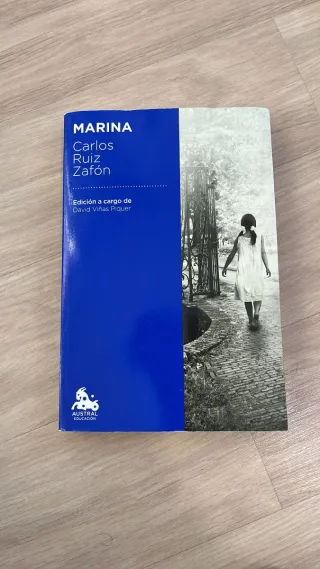 MARINA
Carlos
Ruiz
Zafón
Edición a cargo de
David Viñas Piquer
AUSTRAL
EDUCACIÓN